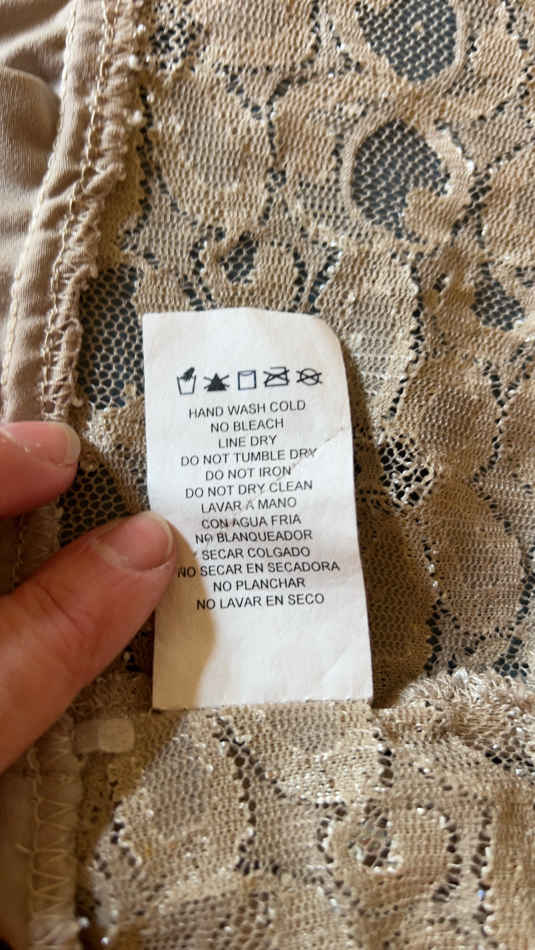 HAND WASH COLD
NO BLEACH
LINE DRY
DO NOT TUMBLE DRY
DO NOT IRON
DO NOT DRY CLEAN
LAVAR A MANO
CON AGUA FRIA
NO BLANQUEADOR
SECAR COLGADO
NO SECAR EN SECADORA
NO PLANCHAR
NO LAVAR EN SECO